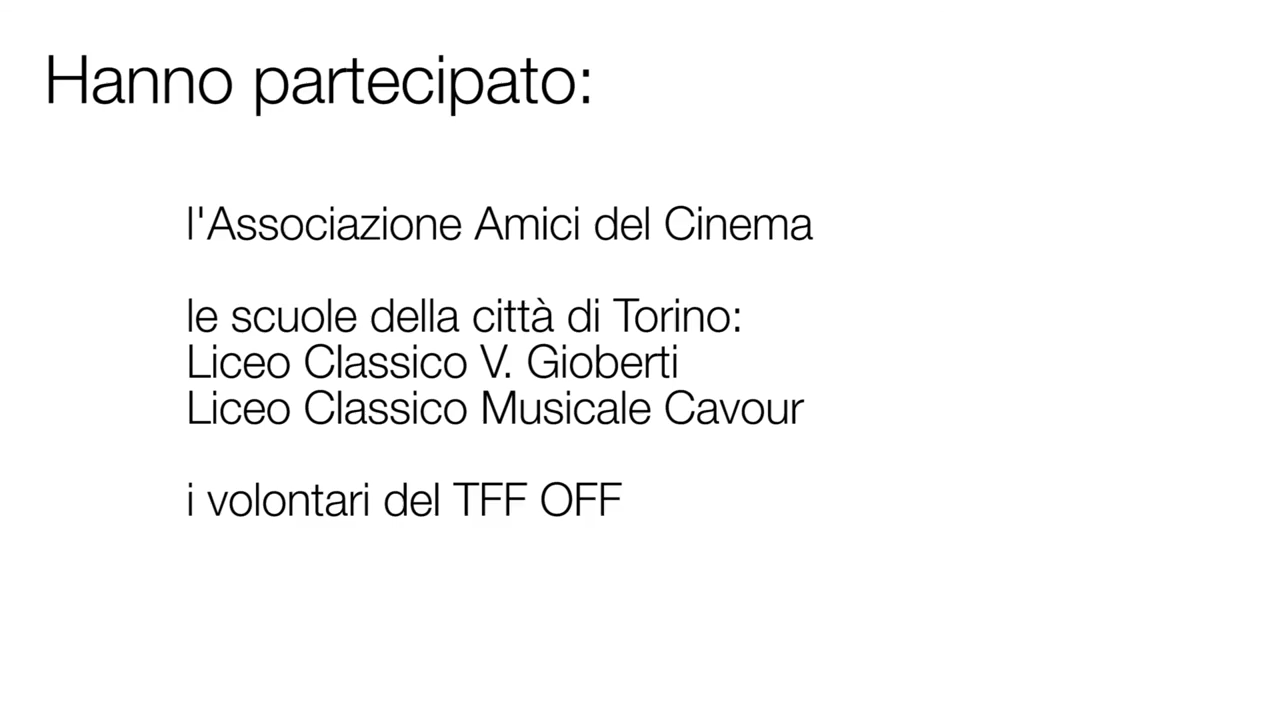 Hanno partecipato:
l'Associazione Amici del Cinema
le scuole della città di Torino:
Liceo Classico V. Gioberti
Liceo Classico Musicale Cavour
i volontari del TFF OFF